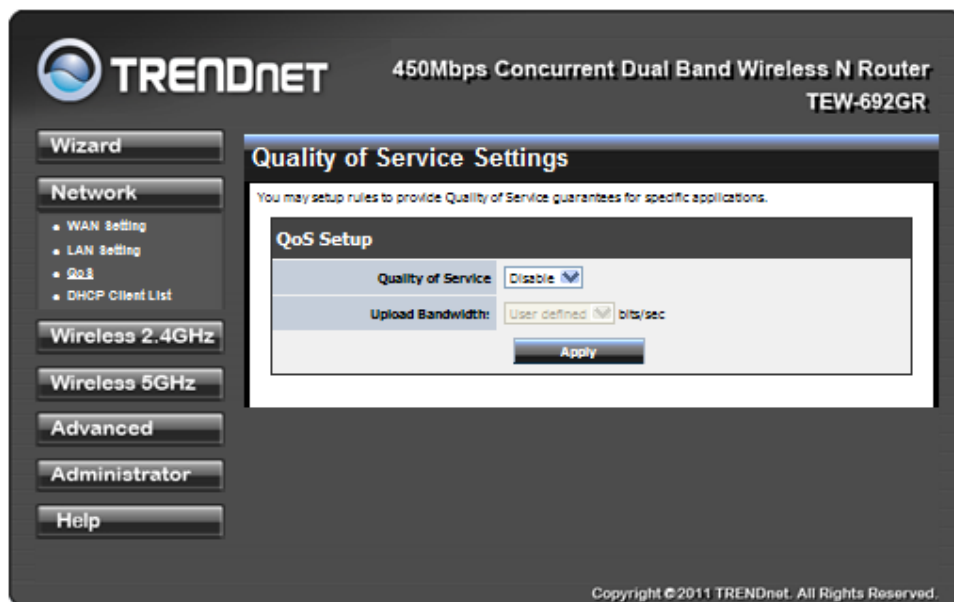 TRENDNET
450Mbps Concurrent Dual Band Wireless N Router
TEW-692GR
Wizard
Network
WAN Setting
LAN Setting
QoS
DHCP Client List
Wireless 2.4GHz
Wireless 5GHz
Advanced
Administrator
Help
Quality of Service Settings
You may setup rules to provide Quality of Service guarantees for specific applications.
QoS Setup
Quality of Service Disable
Upload Bandwidth: User defined bits/sec
Apply
Copyright © 2011 TRENDnet. All Rights Reserved.